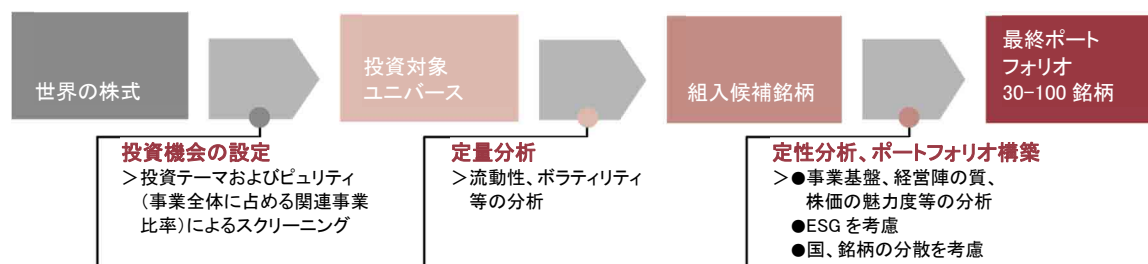 世界の株式
投資対象
ユニバース
組入候補銘柄
最終ポート
フォリオ
30-100 銘柄
投資機会の設定
＞投資テーマおよびピュリティ
（事業全体に占める関連事業
比率）によるスクリーニング
定量分析
＞流動性、ボラティリティ
等の分析
定性分析、ポートフォリオ構築
＞●事業基盤、経営陣の質、
株価の魅力度等の分析
●ESG を考慮
●国、銘柄の分散を考慮